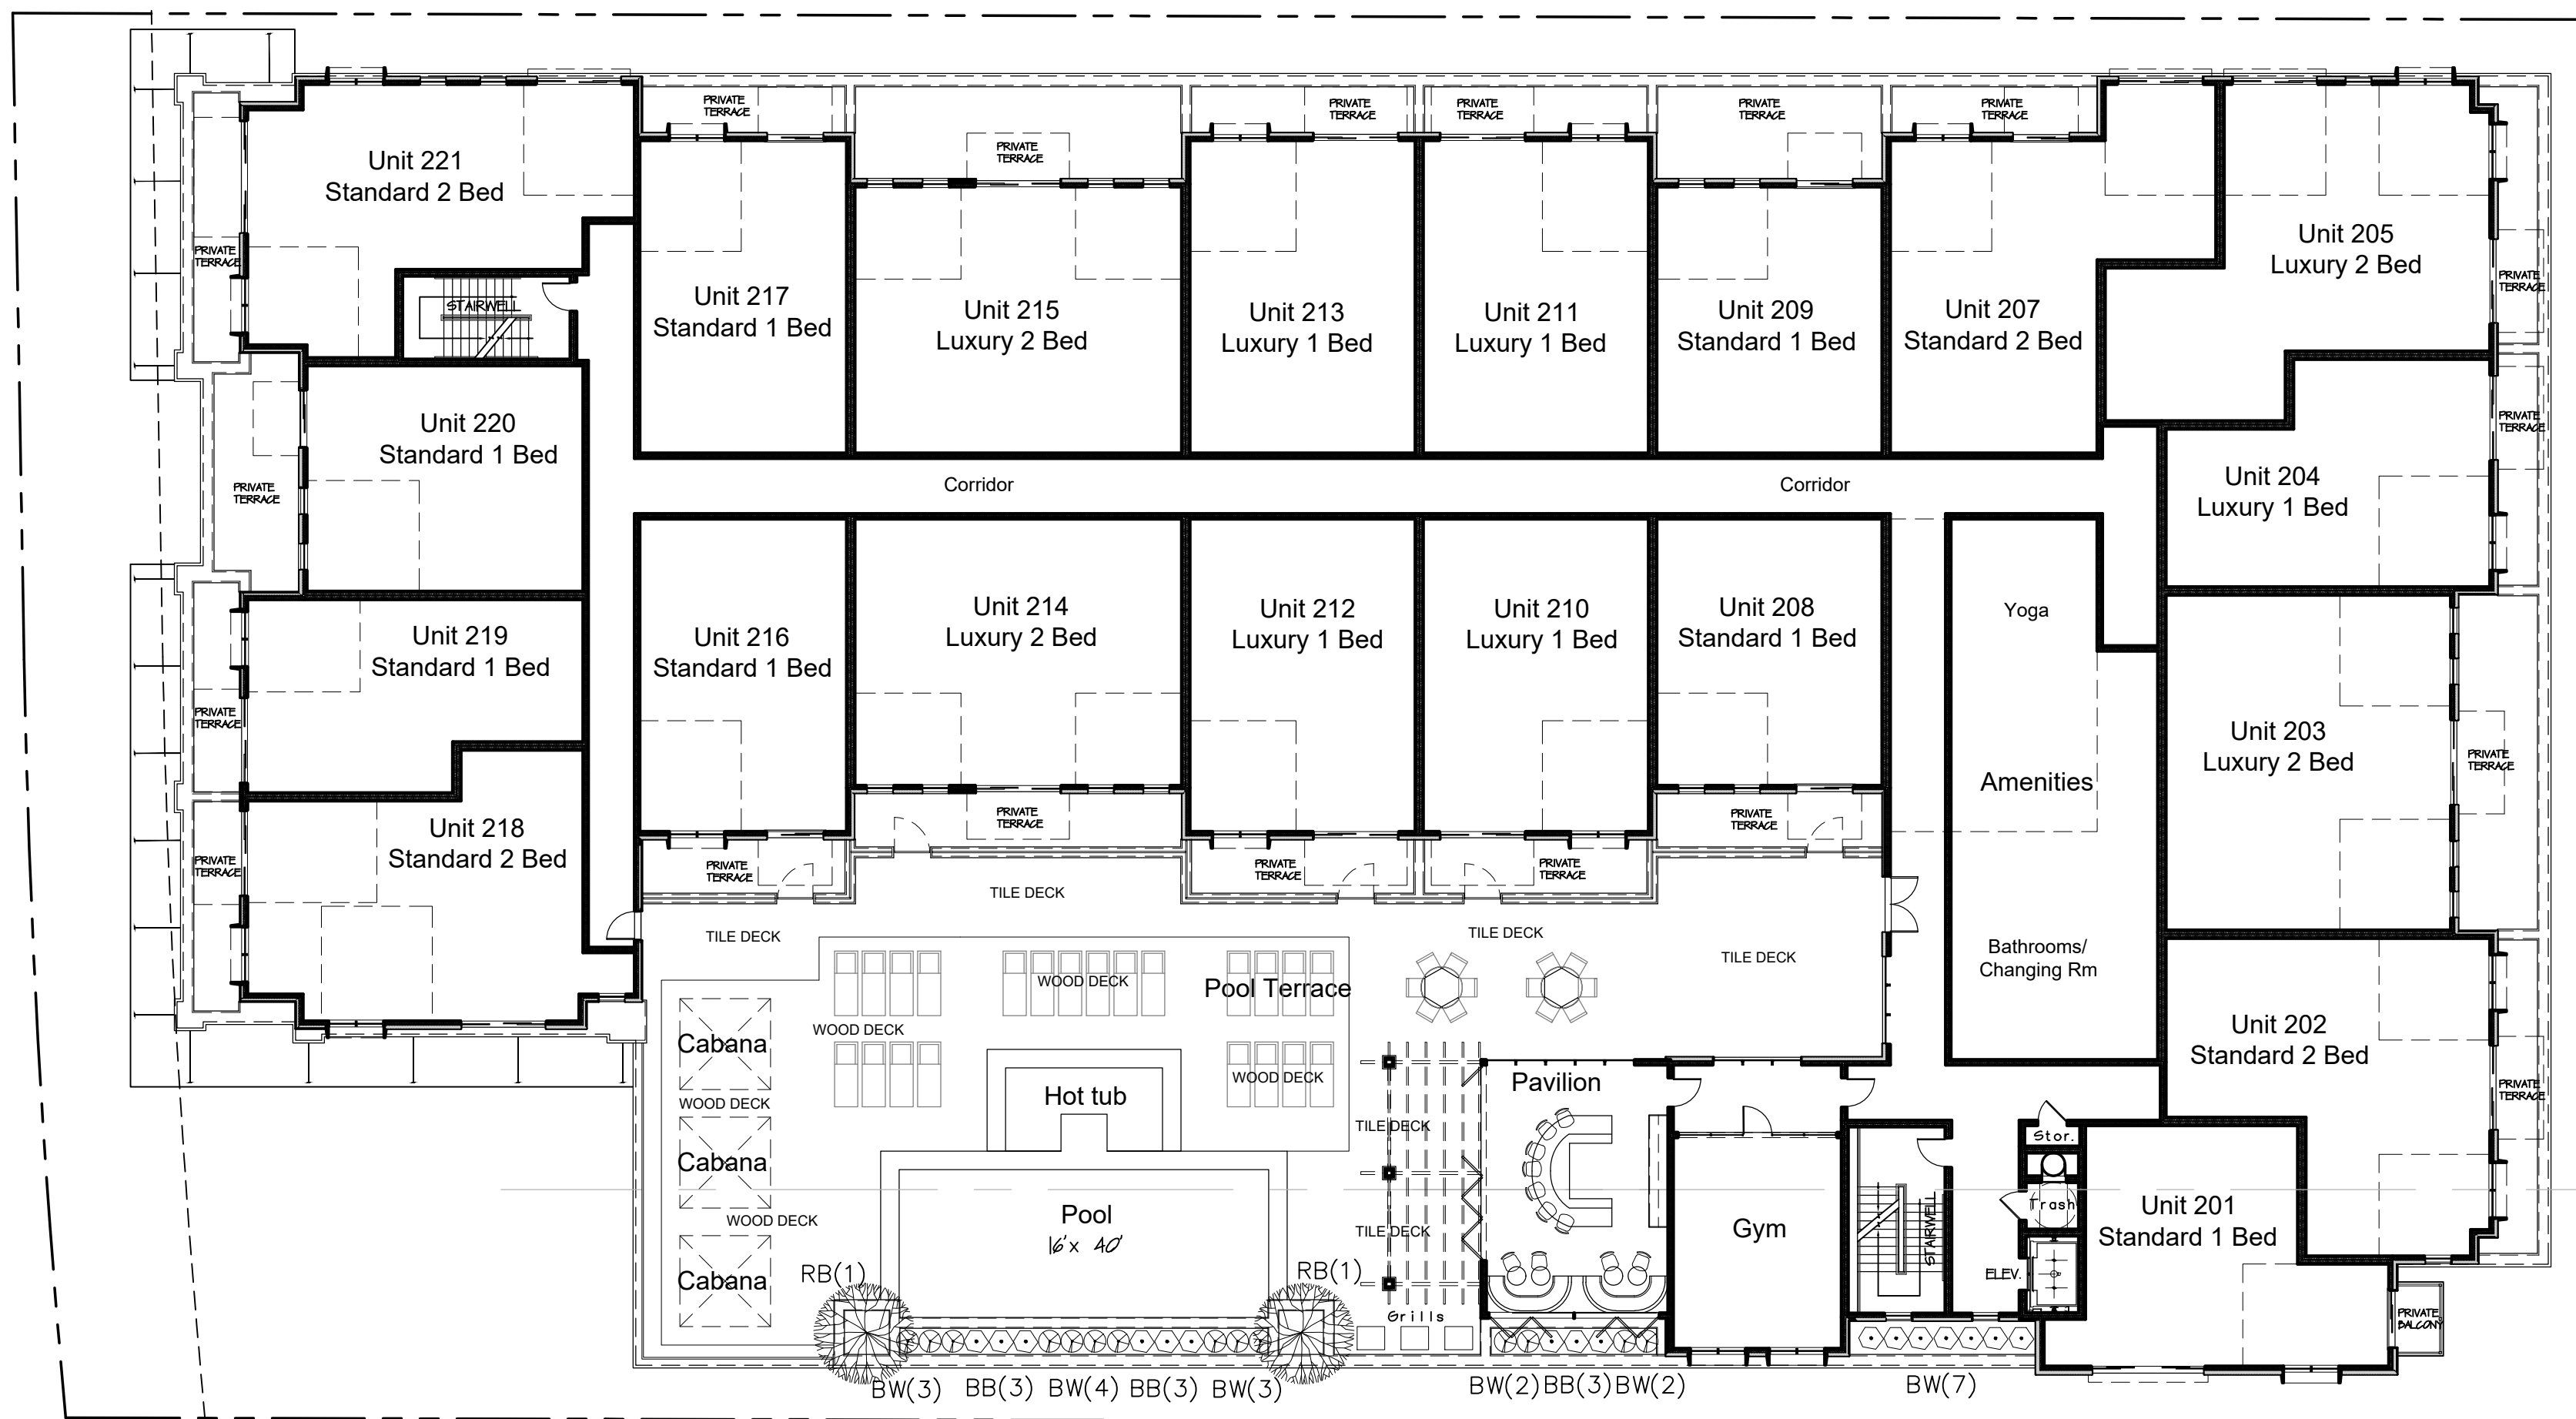 PRIVATE
TERRACE
PRIVATE
TERRACE
PRIVATE
TERRACE
PRIVATE
TERRACE
PRIVATE
TERRACE
PRIVATE
TERRACE
Unit 221
Standard 2 Bed
Unit 205
Luxury 2 Bed
PRIVATE
TERRACE
PRIVATE
TERRACE
STAIRWELL
Unit 217
Standard 1 Bed
Unit 215
Luxury 2 Bed
Unit 213
Luxury 1 Bed
Unit 211
Luxury 1 Bed
Unit 209
Standard 1 Bed
Unit 207
Standard 2 Bed
Unit 220
Standard 1 Bed
PRIVATE
TERRACE
PRIVATE
TERRACE
Corridor
Corridor
Unit 204
Luxury 1 Bed
Unit 219
Standard 1 Bed
Unit 216
Standard 1 Bed
Unit 214
Luxury 2 Bed
Unit 212
Luxury 1 Bed
Unit 210
Luxury 1 Bed
Unit 208
Standard 1 Bed
Yoga
PRIVATE
TERRACE
Unit 203
Luxury 2 Bed
PRIVATE
TERRACE
Amenities
Unit 218
Standard 2 Bed
PRIVATE
TERRACE
PRIVATE
TERRACE
PRIVATE
TERRACE
PRIVATE
TERRACE
PRIVATE
TERRACE
PRIVATE
TERRACE
TILE DECK
TILE DECK
TILE DECK
TILE DECK
Bathrooms/
Changing Rm
WOOD DECK
Pool Terrace
WOOD DECK
Cabana
Unit 202
Standard 2 Bed
WOOD DECK
Pavilion
Hot tub
WOOD DECK
PRIVATE
TERRACE
TILE DECK
Stor.
Cabana
Trash
Unit 201
Standard 1 Bed
WOOD DECK
Pool
16' x 40'
TILE DECK
Gym
STAIRWELL
Cabana
RB(1)
RB(1)
ELEV.
Grills
PRIVATE
BALCONY
BW(3)
BB(3)
BW(4)
BB(3)
BW(3)
BW(2)
BB(3)
BW(2)
BW(7)